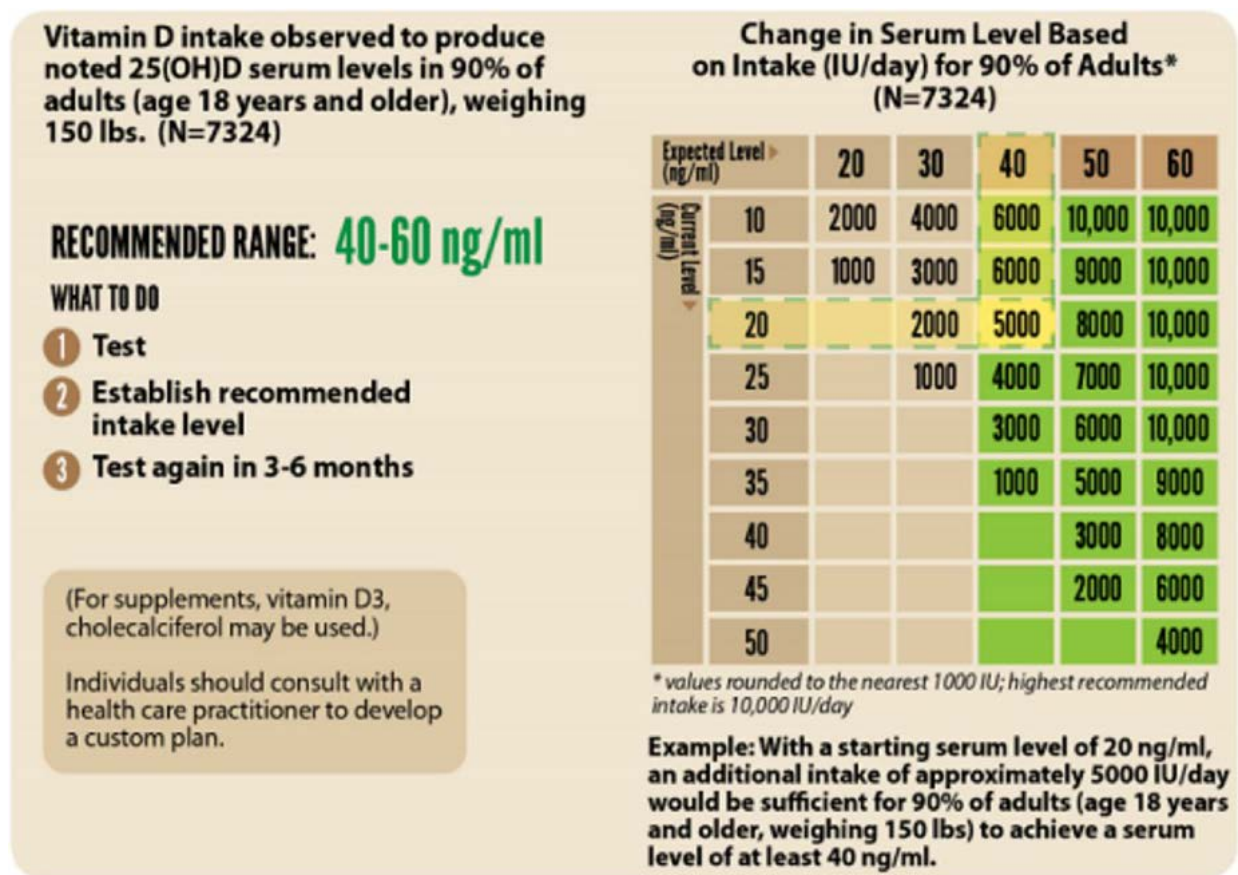 Vitamin D intake observed to produce
noted 25(OH)D serum levels in 90% of
adults (age 18 years and older), weighing
150 lbs. (N=7324)
RECOMMENDED RANGE: 40-60 ng/ml
WHAT TO DO
1 Test
2 Establish recommended
intake level
3 Test again in 3-6 months
(For supplements, vitamin D3,
cholecalciferol may be used.)
Individuals should consult with a
health care practitioner to develop
a custom plan.
Change in Serum Level Based
on Intake (IU/day) for 90% of Adults*
(N=7324)
Expected Level
(ng/ml) 20 30 40 50 60
Current Level
(ng/ml)
10 2000 4000 6000 10,000 10,000
15 1000 3000 6000 9000 10,000
20 2000 5000 8000 10,000
25 1000 4000 7000 10,000
30 3000 6000 10,000
35 1000 5000 9000
40 3000 8000
45 2000 6000
50 4000
* values rounded to the nearest 1000 IU; highest recommended
intake is 10,000 IU/day
Example: With a starting serum level of 20 ng/ml,
an additional intake of approximately 5000 IU/day
would be sufficient for 90% of adults (age 18 years
and older, weighing 150 lbs) to achieve a serum
level of at least 40 ng/ml.